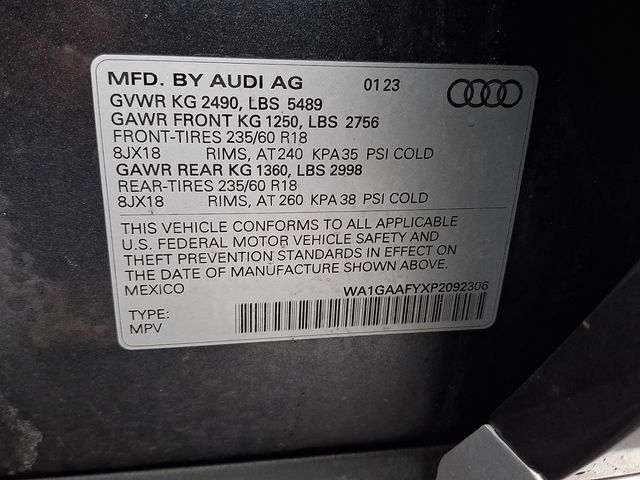 MFD. BY AUDI AG 01 23
GVWR KG 2490, LBS 5489
GAWR FRONT KG 1250, LBS 2756
FRONT-TIRES 235/60 R18
8JX18 RIMS, AT 240 KPA 35 PSI COLD
GAWR REAR KG 1360, LBS 2998
REAR-TIRES 235/60 R18
8JX18 RIMS, AT 260 KPA 38 PSI COLD
THIS VEHICLE CONFORMS TO ALL APPLICABLE
U.S. FEDERAL MOTOR VEHICLE SAFETY AND
THEFT PREVENTION STANDARDS IN EFFECT ON
THE DATE OF MANUFACTURE SHOWN ABOVE.
MEXICO WA1GAAFYXP2092306
TYPE:
MPV